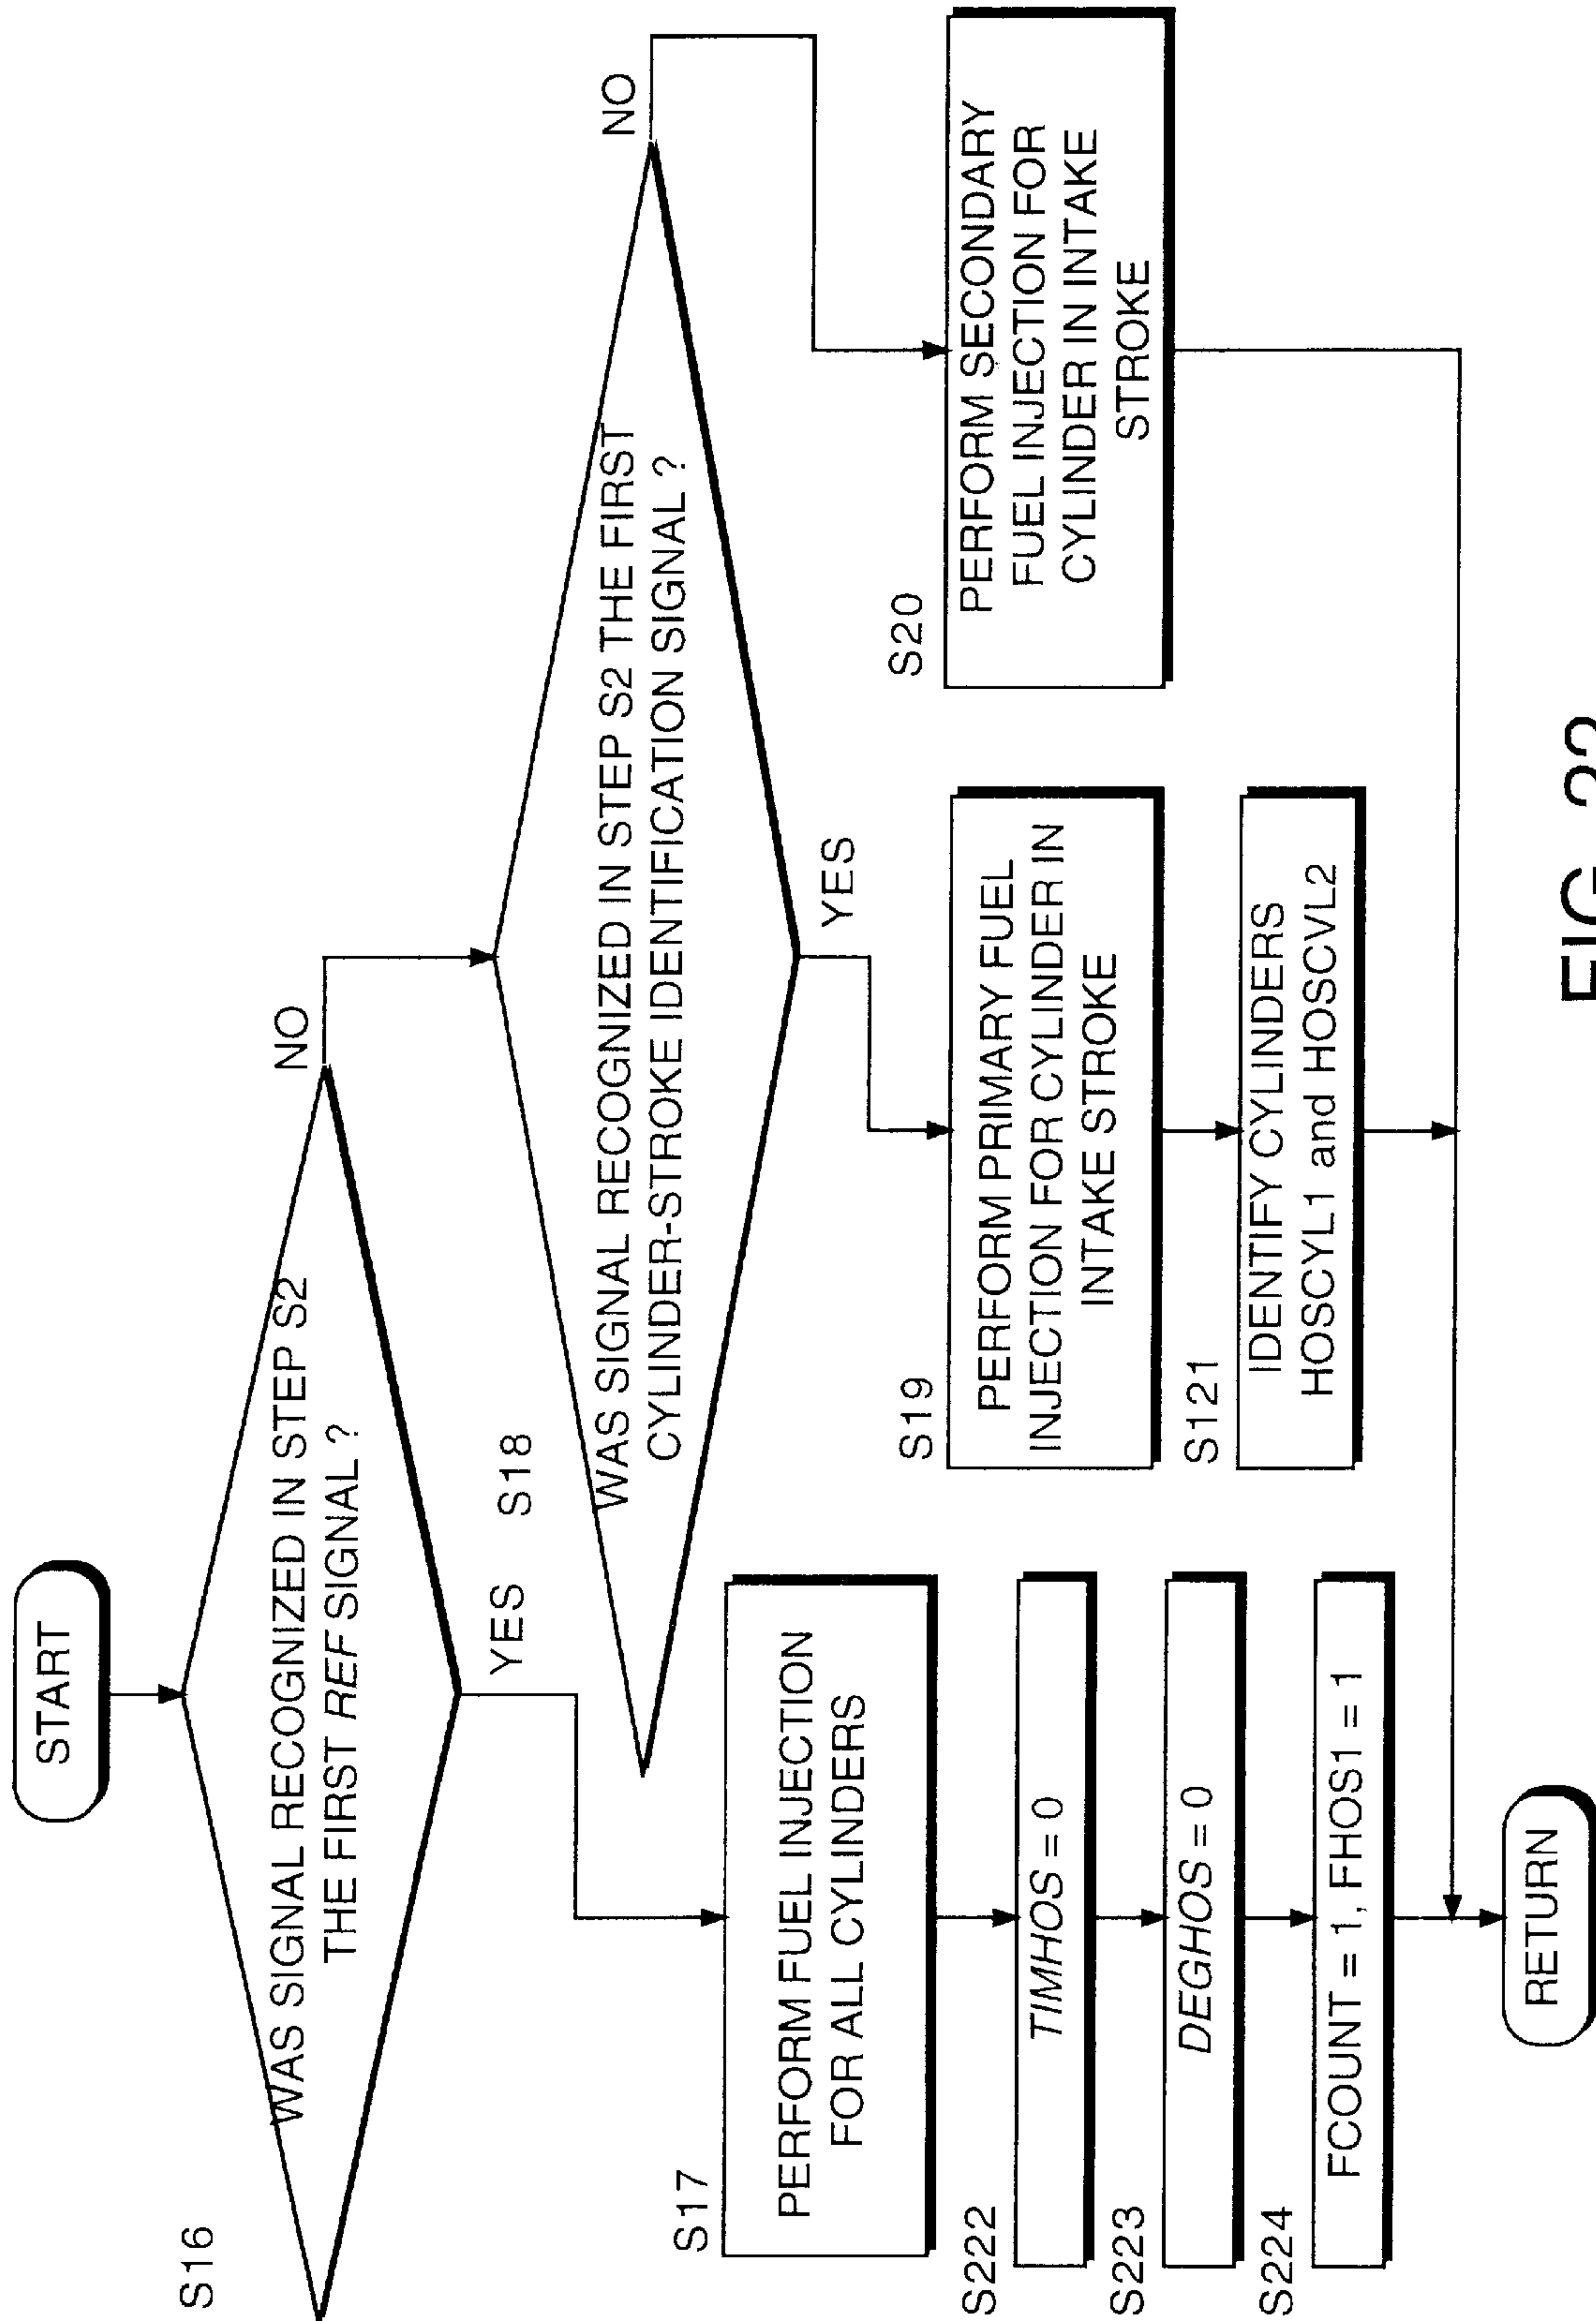 START
S16
WAS SIGNAL RECOGNIZED IN STEP S2
THE FIRST REF SIGNAL ?
NO
YES
S18
WAS SIGNAL RECOGNIZED IN STEP S2 THE FIRST
CYLINDER-STROKE IDENTIFICATION SIGNAL ?
NO
YES
S17
PERFORM FUEL INJECTION
FOR ALL CYLINDERS
S222
TIMHOS = 0
S223
DEGHOS = 0
S224
FCOUNT = 1, FHOS1 = 1
S19
PERFORM PRIMARY FUEL
INJECTION FOR CYLINDER IN
INTAKE STROKE
S121
IDENTIFY CYLINDERS
HOSCYL1 and HOSCVL2
S20
PERFORM SECONDARY
FUEL INJECTION FOR
CYLINDER IN INTAKE
STROKE
RETURN
FIG.